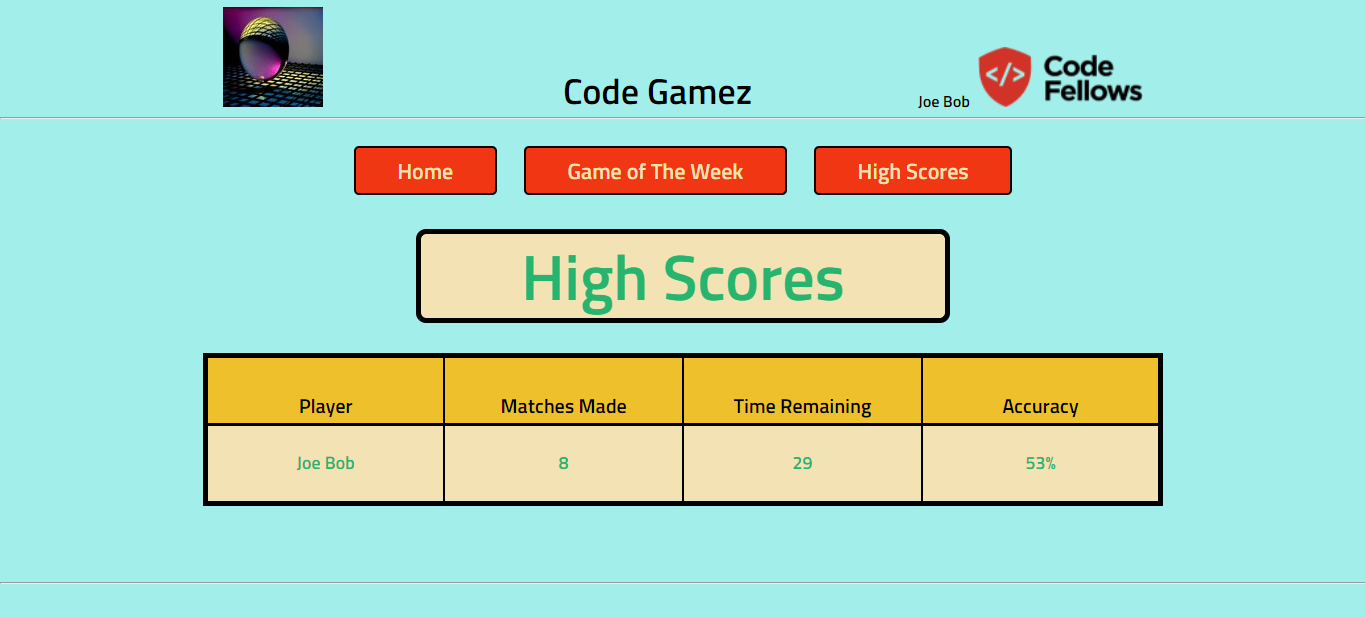 Code Gamez
Joe Bob
</>
Code
Fellows
Home
Game of The Week
High Scores
High Scores
Player
Matches Made
Time Remaining
Accuracy
Joe Bob
8
29
53%